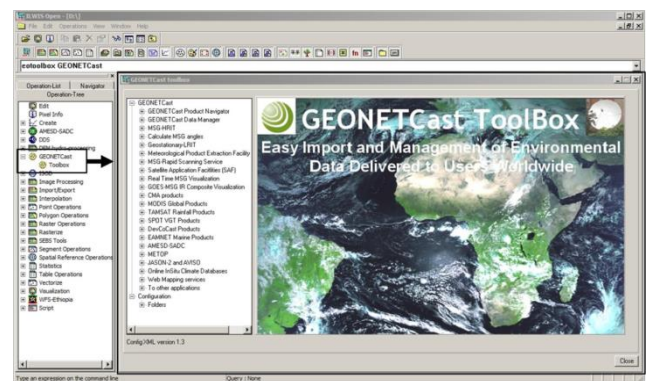 ILWIS Open - [D:\]
File Edit Operations View Window Help
eotoolbox GEONETCast
Operation-List Navigator
Operation-Tree
Edit
Pixel Info
Create
AMESD-SADC
DDS
DEM hydro-processing
GEONETCast
Toolbox
ISOD
Image Processing
Import/Export
Interpolation
Point Operations
Polygon Operations
Raster Operations
Rasterize
SEBS Tools
Segment Operations
Spatial Reference Operations
Statistics
Table Operations
Vectorize
Visualization
WFS-Ethiopia
Script
GEONETCast toolbox
GEONETCast
GEONETCast Product Navigator
GEONETCast Data Manager
MSG-HRIT
Calculate MSG angles
Geostationary-LRIT
Meteorological Product Extraction Facility
MSG-Rapid Scanning Service
Satellite Application Facilities (SAF)
Real Time MSG Visualization
GOES-MSG IR Composite Visualization
CMA products
MODIS Global Products
TAMSAT Rainfall Products
SPOT VGT Products
DevCoCast Products
EAMNET Marine Products
AMESD-SADC
METOP
JASON-2 and AVISO
Online InSitu Climate Databases
Web Mapping services
To other applications
Configuration
Folders
GEONETCast ToolBox
Easy Import and Management of Environmental
Data Delivered to Users Worldwide
Config:XML version 1.3
Close
Type an expression on the command line
Query : None